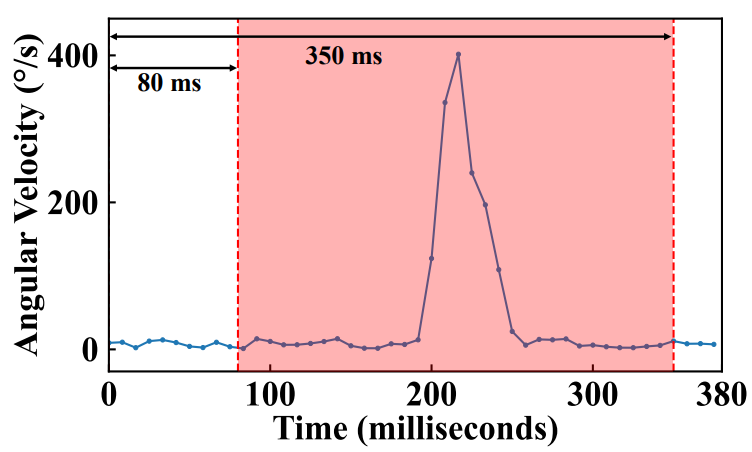 Angular Velocity (°/s)
400
200
0
350 ms
80 ms
0 100 200 300 380
Time (milliseconds)